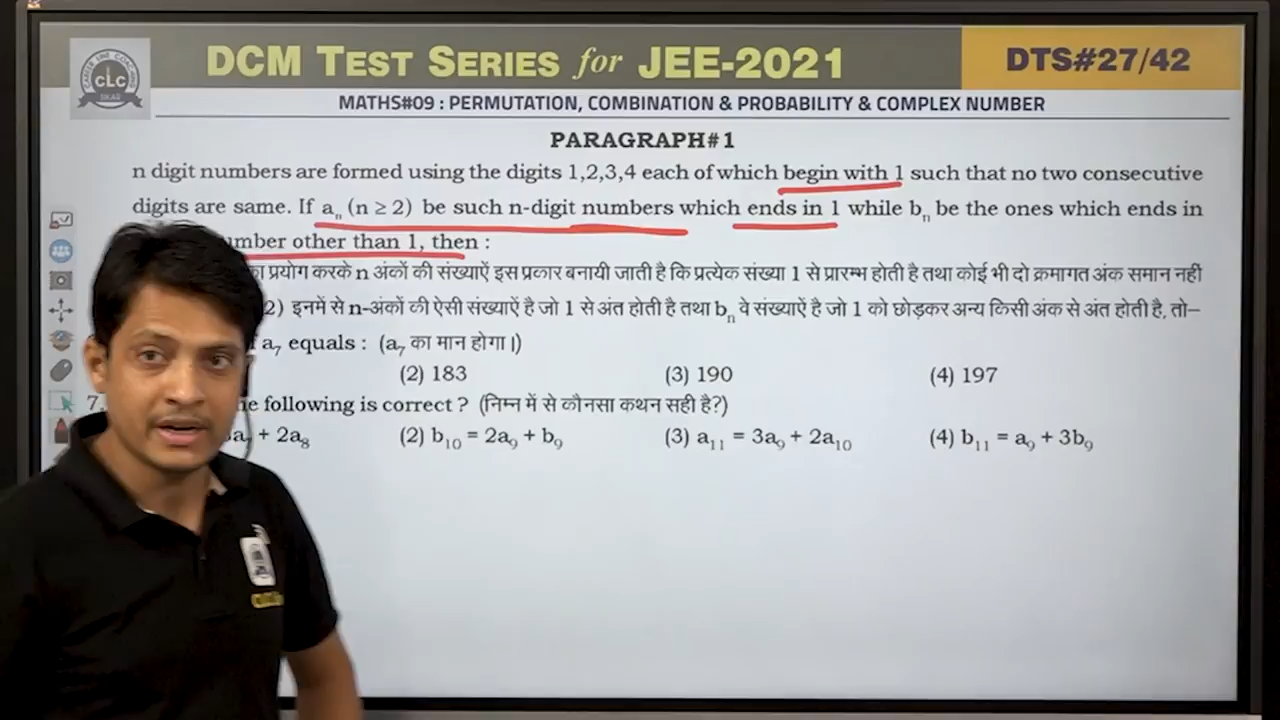 DCM TEST SERIES for JEE-2021
DTS#27/42
CLC
SIKAR
MATHS#09 : PERMUTATION, COMBINATION & PROBABILITY & COMPLEX NUMBER
PARAGRAPH#1
n digit numbers are formed using the digits 1,2,3,4 each of which begin with 1 such that no two consecutive
digits are same. If aₙ (n ≥ 2) be such n-digit numbers which ends in 1 while bₙ be the ones which ends in
number other than 1, then :
का प्रयोग करके n अंकों की संख्याऐं इस प्रकार बनायी जाती है कि प्रत्येक संख्या 1 से प्रारम्भ होती है तथा कोई भी दो क्रमागत अंक समान नहीं
2) इनमें से n-अंकों की ऐसी संख्याऐं है जो 1 से अंत होती है तथा bₙ वे संख्याऐं है जो 1 को छोड़कर अन्य किसी अंक से अंत होती है, तो–
a₇ equals : (a₇ का मान होगा।)
(2) 183 (3) 190 (4) 197
7. following is correct ? (निम्न में से कौनसा कथन सही है?)
+ 2a₈ (2) b₁₀ = 2a₉ + b₉ (3) a₁₁ = 3a₉ + 2a₁₀ (4) b₁₁ = a₉ + 3b₉